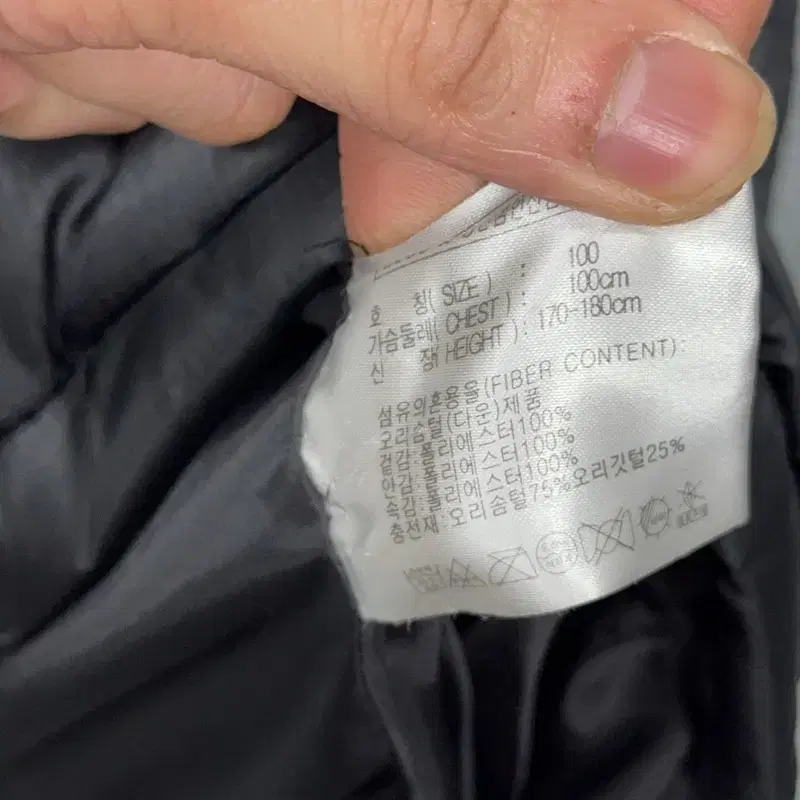 호 칭( SIZE ) : 100
가슴둘레( CHEST ) : 100cm
신 장( HEIGHT ) : 170-180cm
섬유의혼용율(FIBER CONTENT):
오리솜털(다운)제품
겉감: 폴리에스터100%
안감: 폴리에스터100%
속감: 폴리에스터100%
충전재: 오리솜털75%오리깃털25%